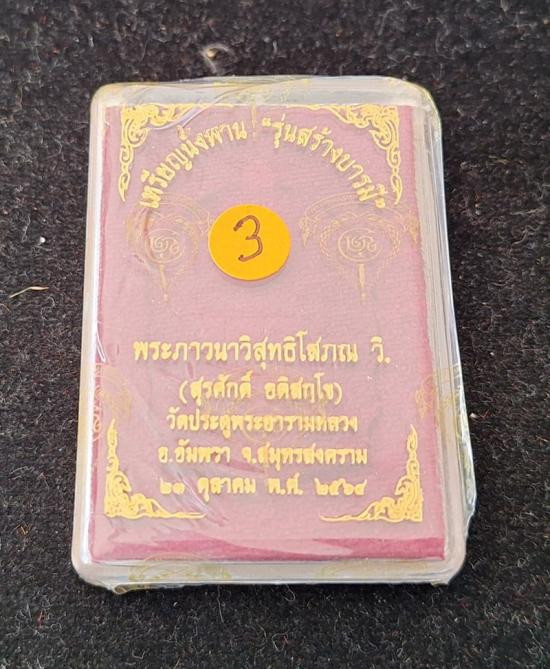 เหรียญนั่งพาน "รุ่นสร้างบารมี"
3
พระภาวนาวิสุทธิโสภณ วิ.
(สุรศักดิ์ อติสกฺโข)
วัดประดู่พระอารามหลวง
อ.อัมพวา จ.สมุทรสงคราม
๒๓ ตุลาคม พ.ศ. ๒๕๖๔